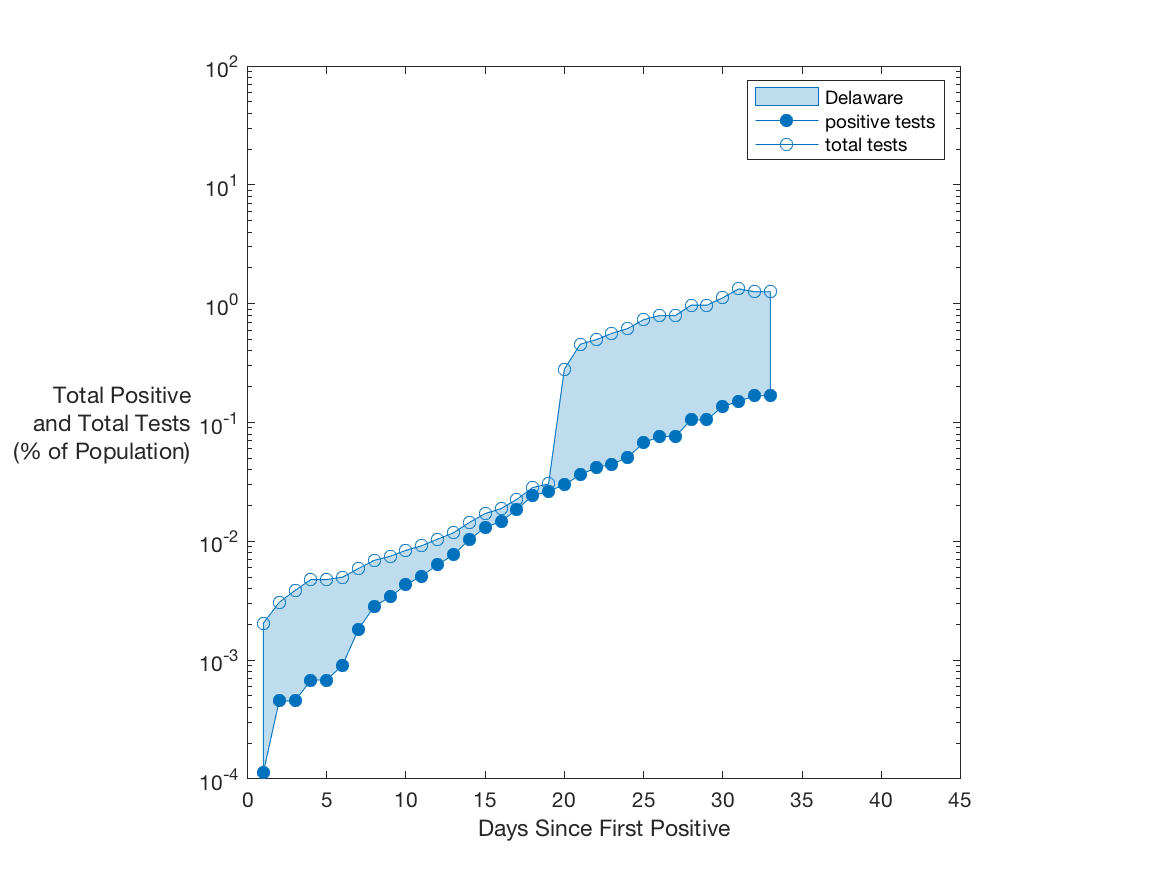 10^2
10^1
10^0
10^-1
10^-2
10^-3
10^-4
Total Positive
and Total Tests
(% of Population)
Delaware
positive tests
total tests
0 5 10 15 20 25 30 35 40 45
Days Since First Positive